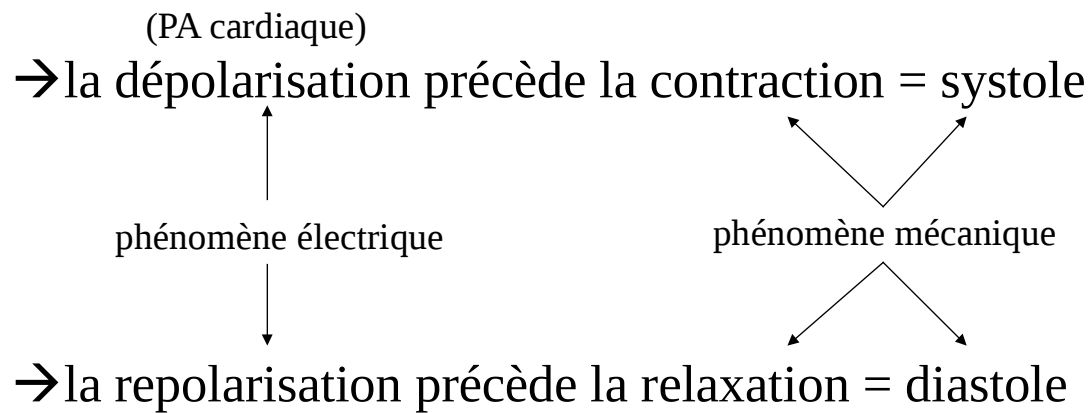 (PA cardiaque)
→la dépolarisation précède la contraction = systole
phénomène électrique
phénomène mécanique
→la repolarisation précède la relaxation = diastole